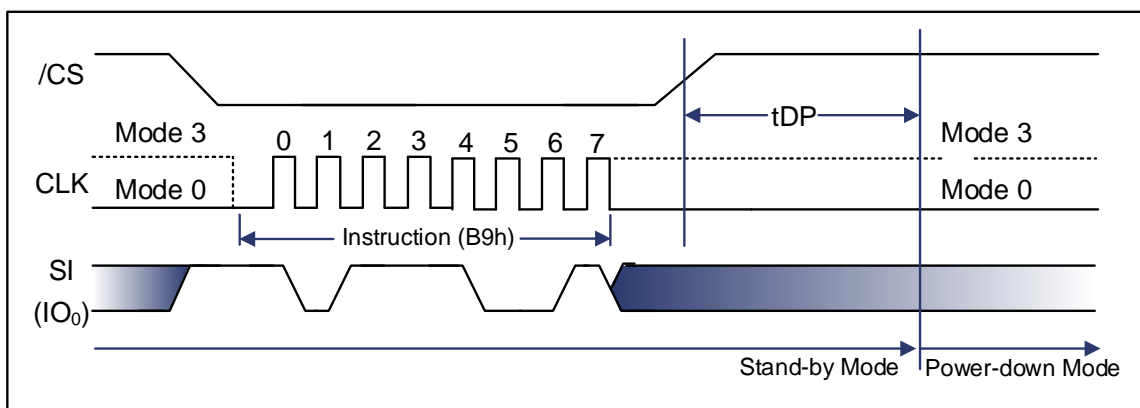 /CS
tDP
Mode 3
0 1 2 3 4 5 6 7
Mode 3
CLK
Mode 0
Mode 0
Instruction (B9h)
SI
(IO₀)
Stand-by Mode
Power-down Mode